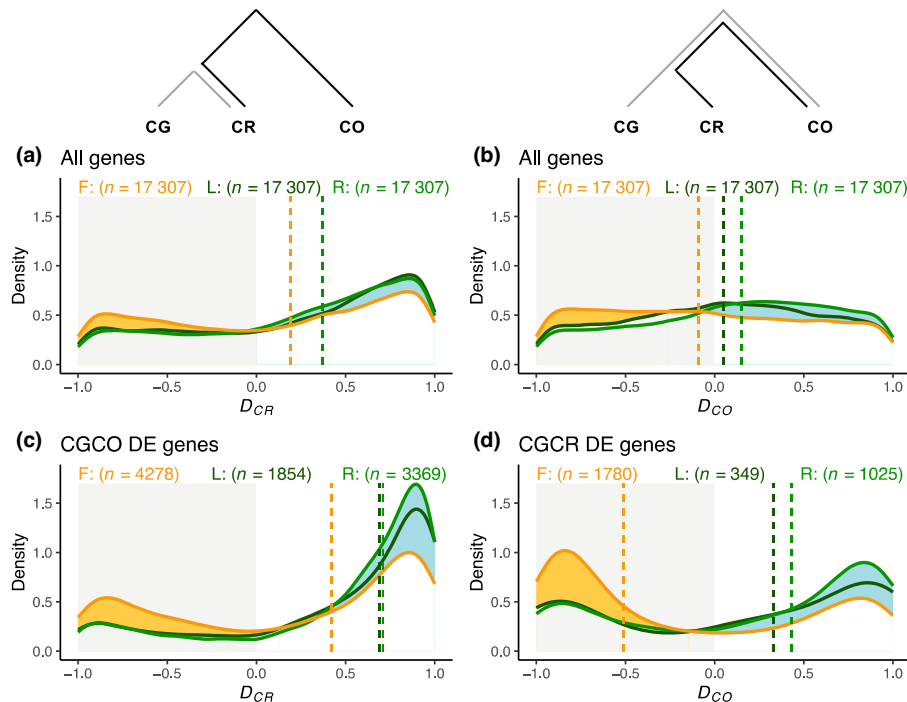 CG CR CO
CG CR CO
(a) All genes
F: (n = 17 307) L: (n = 17 307) R: (n = 17 307)
1.5
1.0
0.5
0.0
Density
−1.0 −0.5 0.0 0.5 1.0
DCR
(b) All genes
F: (n = 17 307) L: (n = 17 307) R: (n = 17 307)
1.5
1.0
0.5
0.0
Density
−1.0 −0.5 0.0 0.5 1.0
DCO
(c) CGCO DE genes
F: (n = 4278) L: (n = 1854) R: (n = 3369)
1.5
1.0
0.5
0.0
Density
−1.0 −0.5 0.0 0.5 1.0
DCR
(d) CGCR DE genes
F: (n = 1780) L: (n = 349) R: (n = 1025)
1.5
1.0
0.5
0.0
Density
−1.0 −0.5 0.0 0.5 1.0
DCO